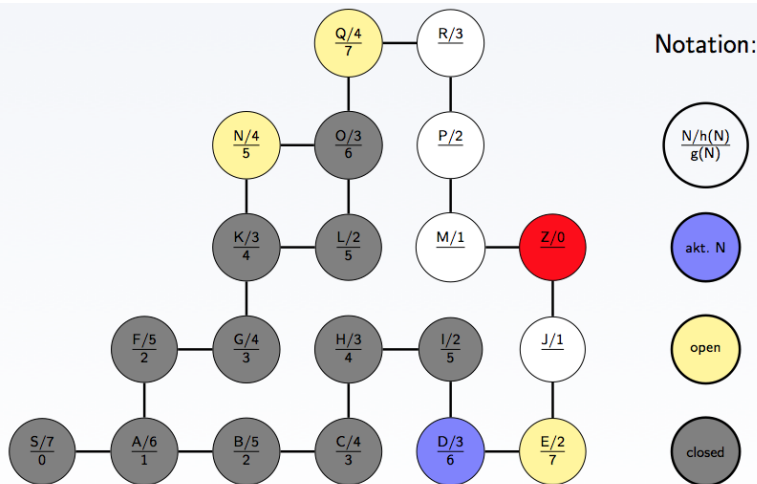 Q/4
7
R/3
Notation:
N/4
5
O/3
6
P/2
N/h(N)
g(N)
K/3
4
L/2
5
M/1
Z/0
akt. N
F/5
2
G/4
3
H/3
4
I/2
5
J/1
open
S/7
0
A/6
1
B/5
2
C/4
3
D/3
6
E/2
7
closed